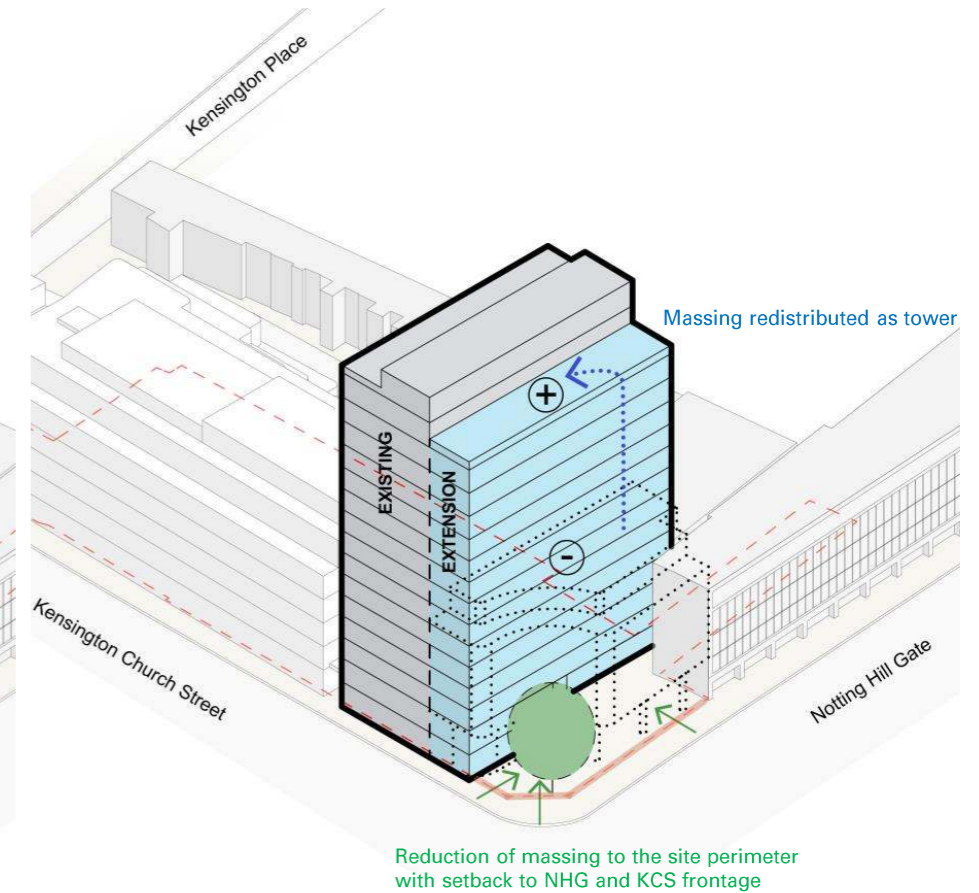 Kensington Place
Massing redistributed as tower
+
EXISTING
EXTENSION
-
Kensington Church Street
Notting Hill Gate
Reduction of massing to the site perimeter
with setback to NHG and KCS frontage